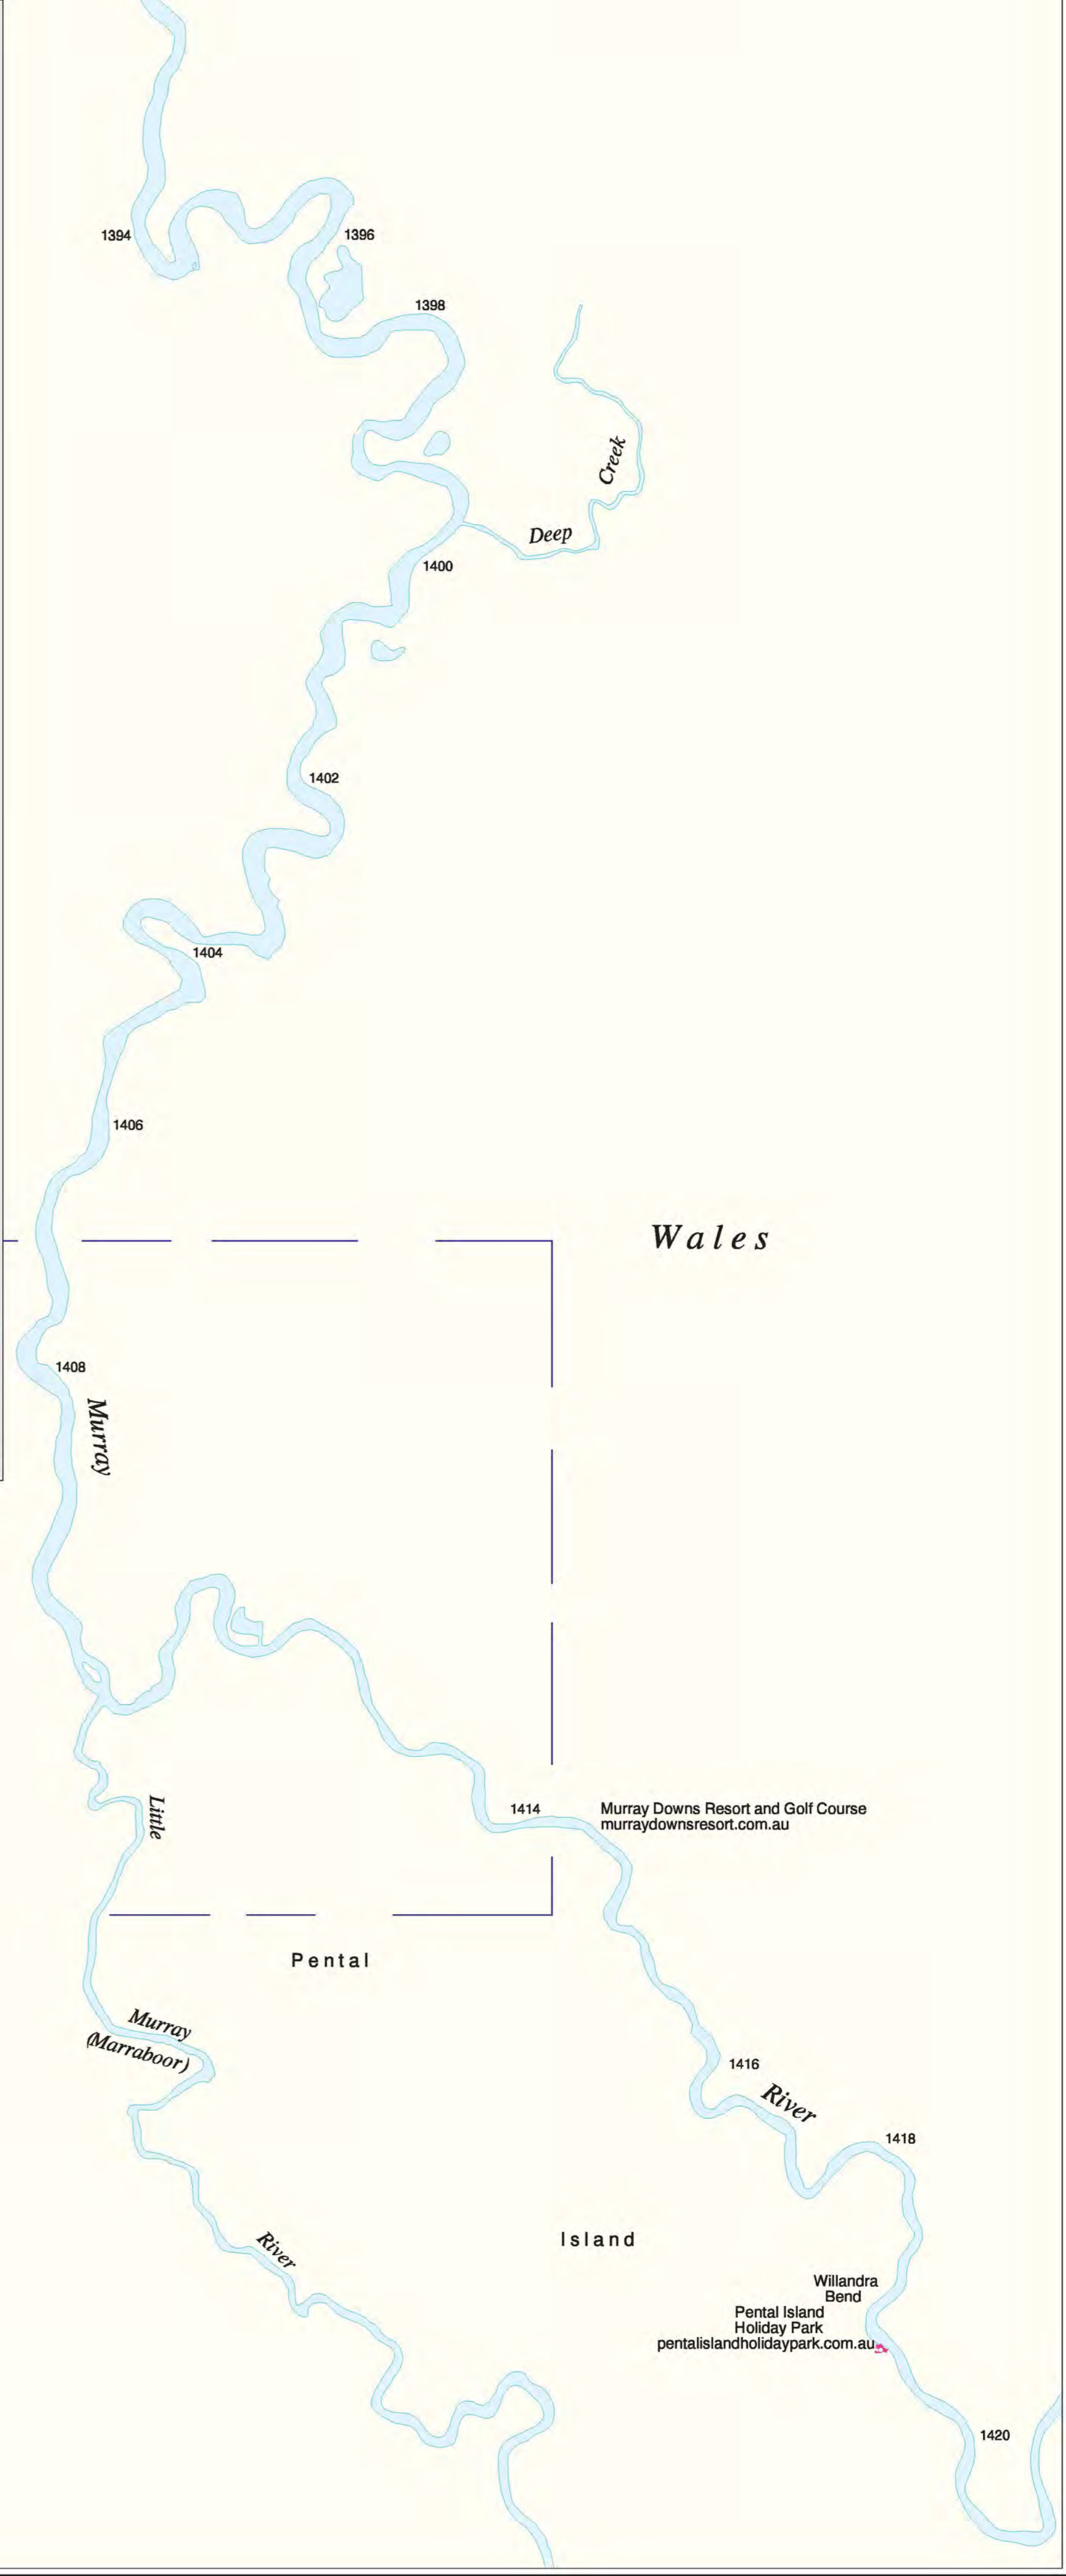 1394
1396
1398
Creek
Deep
1400
1402
1404
1406
Wales
1408
Murray
1414
Murray Downs Resort and Golf Course
murraydownsresort.com.au
Little
Pental
Murray
(Marraboor)
1416
River
1418
Island
River
Willandra
Bend
Pental Island
Holiday Park
pentalislandholidaypark.com.au
1420